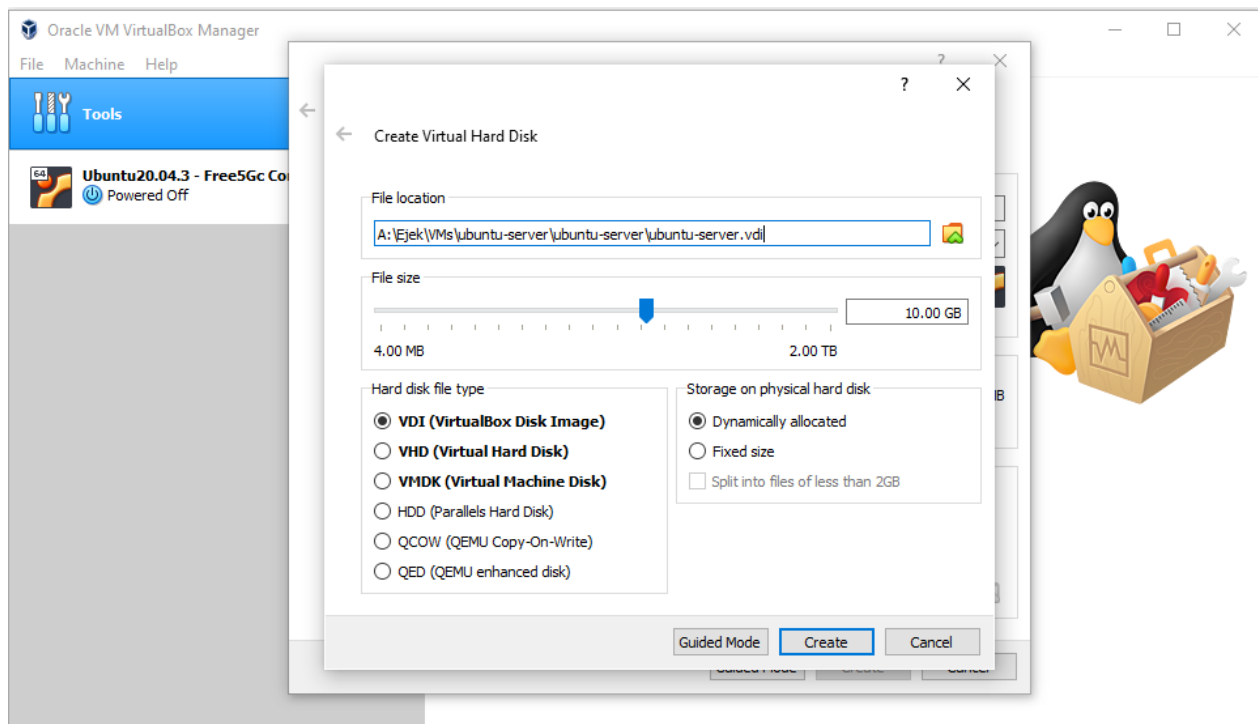 Oracle VM VirtualBox Manager
File Machine Help
?
Tools
?
Create Virtual Hard Disk
64
Ubuntu20.04.3 - Free5Gc Co
Powered Off
File location
A:\Ejek\VMs\ubuntu-server\ubuntu-server\ubuntu-server.vdi
File size
10.00 GB
4.00 MB 2.00 TB
Hard disk file type Storage on physical hard disk
VDI (VirtualBox Disk Image) Dynamically allocated
VHD (Virtual Hard Disk) Fixed size
VMDK (Virtual Machine Disk) Split into files of less than 2GB
HDD (Parallels Hard Disk)
QCOW (QEMU Copy-On-Write)
QED (QEMU enhanced disk)
Guided Mode Create Cancel